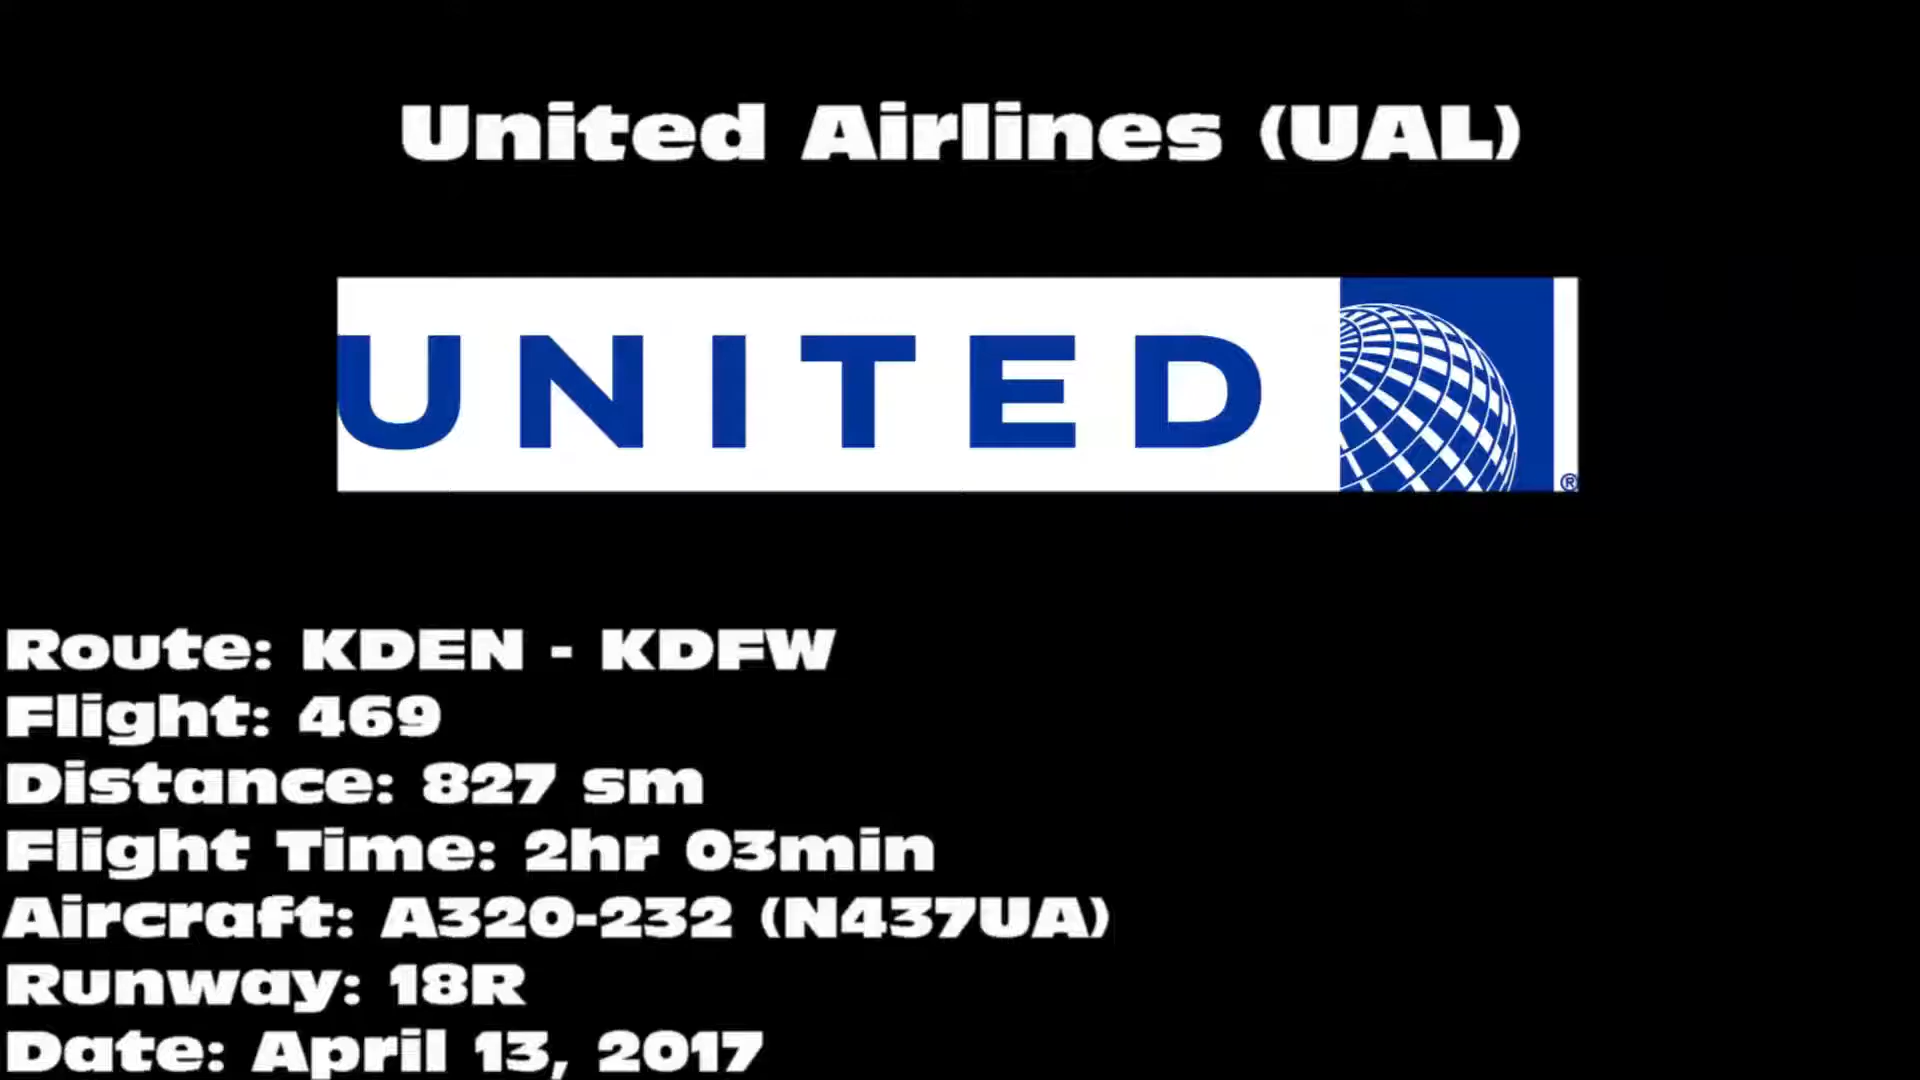 United Airlines (UAL)
UNITED
®
Route: KDEN - KDFW
Flight: 469
Distance: 827 sm
Flight Time: 2hr 03min
Aircraft: A320-232 (N437UA)
Runway: 18R
Date: April 13, 2017